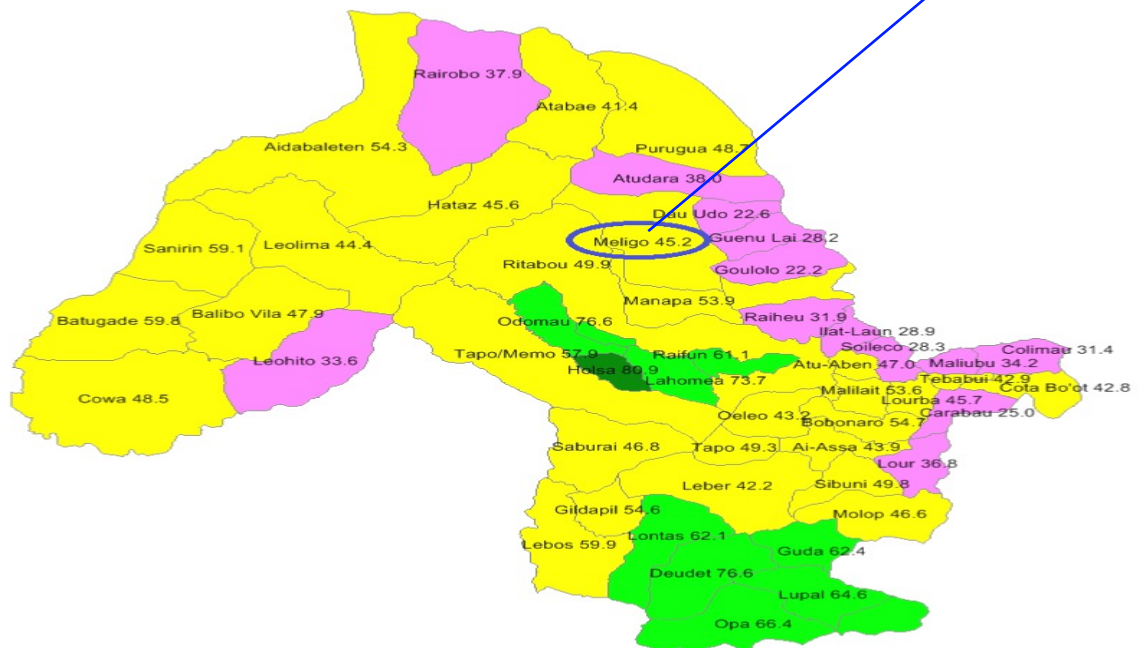 Rairobo 37.9
Atabae 41.4
Aidabaleten 54.3
Purugua 48.7
Atudara 38.0
Hataz 45.6
Dau Udo 22.6
Sanirin 59.1
Leolima 44.4
Meligo 45.2
Guenu Lai 28.2
Ritabou 49.9
Goulolo 22.2
Manapa 53.9
Batugade 59.8
Balibo Vila 47.9
Odomau 76.6
Raiheu 31.9
Ilat-Laun 28.9
Soileco 28.3
Colimau 31.4
Leohito 33.6
Tapo/Memo 57.9
Raifun 61.1
Maliubu 34.2
Holsa 80.9
Atu-Aben 47.0
Lahomea 73.7
Tebabui 42.9
Cota Bo'ot 42.8
Malilait 53.6
Cowa 48.5
Lourba 45.7
Carabau 25.0
Oeleo 43.2
Bobonaro 54.7
Saburai 46.8
Tapo 49.3
Ai-Assa 43.9
Lour 36.8
Leber 42.2
Sibuni 49.8
Gildapil 54.6
Molop 46.6
Lontas 62.1
Lebos 59.9
Guda 62.4
Deudet 76.6
Lupal 64.6
Opa 66.4